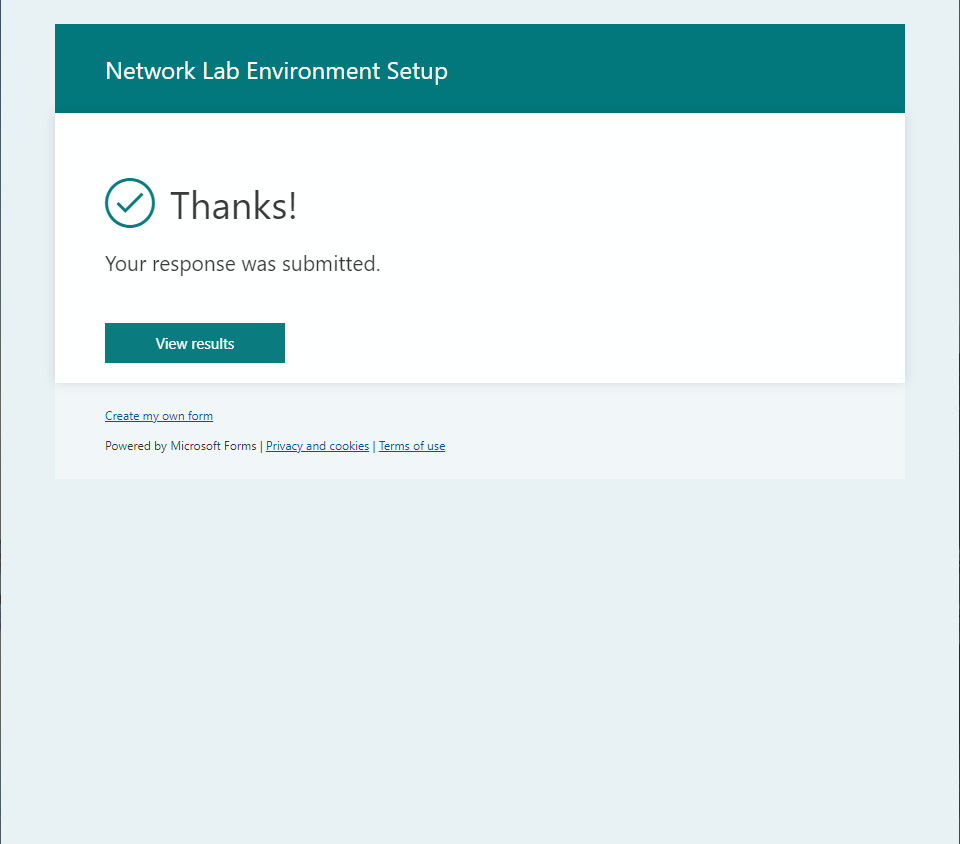 Network Lab Environment Setup
Thanks!
Your response was submitted.
View results
Create my own form
Powered by Microsoft Forms | Privacy and cookies | Terms of use